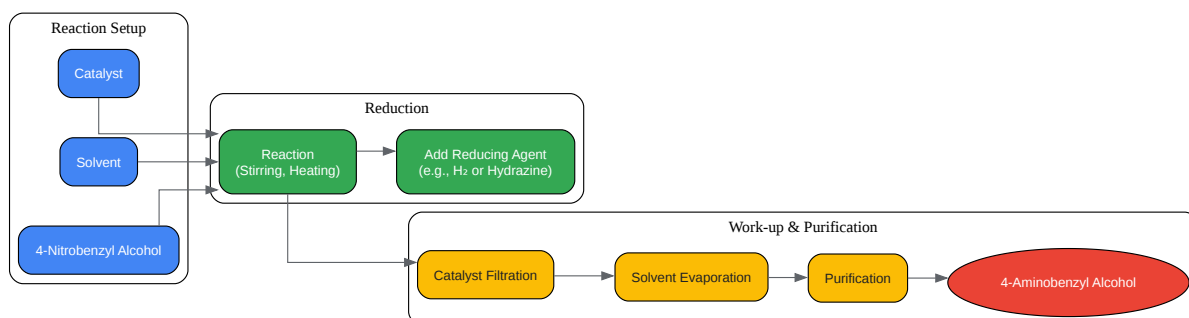 Reaction Setup
Catalyst
Solvent
4-Nitrobenzyl Alcohol
Reduction
Reaction
(Stirring, Heating)
Add Reducing Agent
(e.g., H₂ or Hydrazine)
Work-up & Purification
Catalyst Filtration
Solvent Evaporation
Purification
4-Aminobenzyl Alcohol